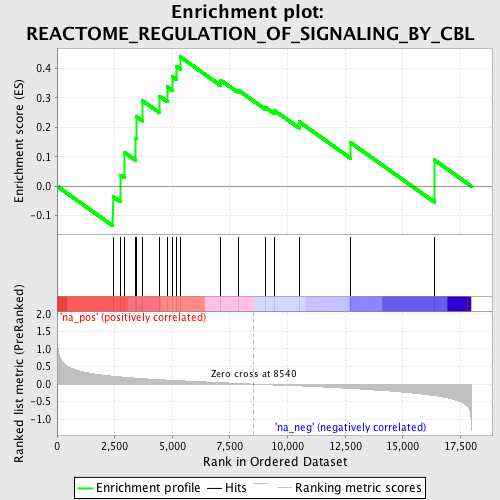 Enrichment plot:
REACTOME_REGULATION_OF_SIGNALING_BY_CBL
Enrichment score (ES)
0.4
0.3
0.2
0.1
0.0
-0.1
Ranked list metric (PreRanked)
2.0
1.5
1.0
0.5
0.0
-0.5
-1.0
'na_pos' (positively correlated)
Zero cross at 8540
'na_neg' (negatively correlated)
0 2,500 5,000 7,500 10,000 12,500 15,000 17,500
Rank in Ordered Dataset
Enrichment profile Hits Ranking metric scores